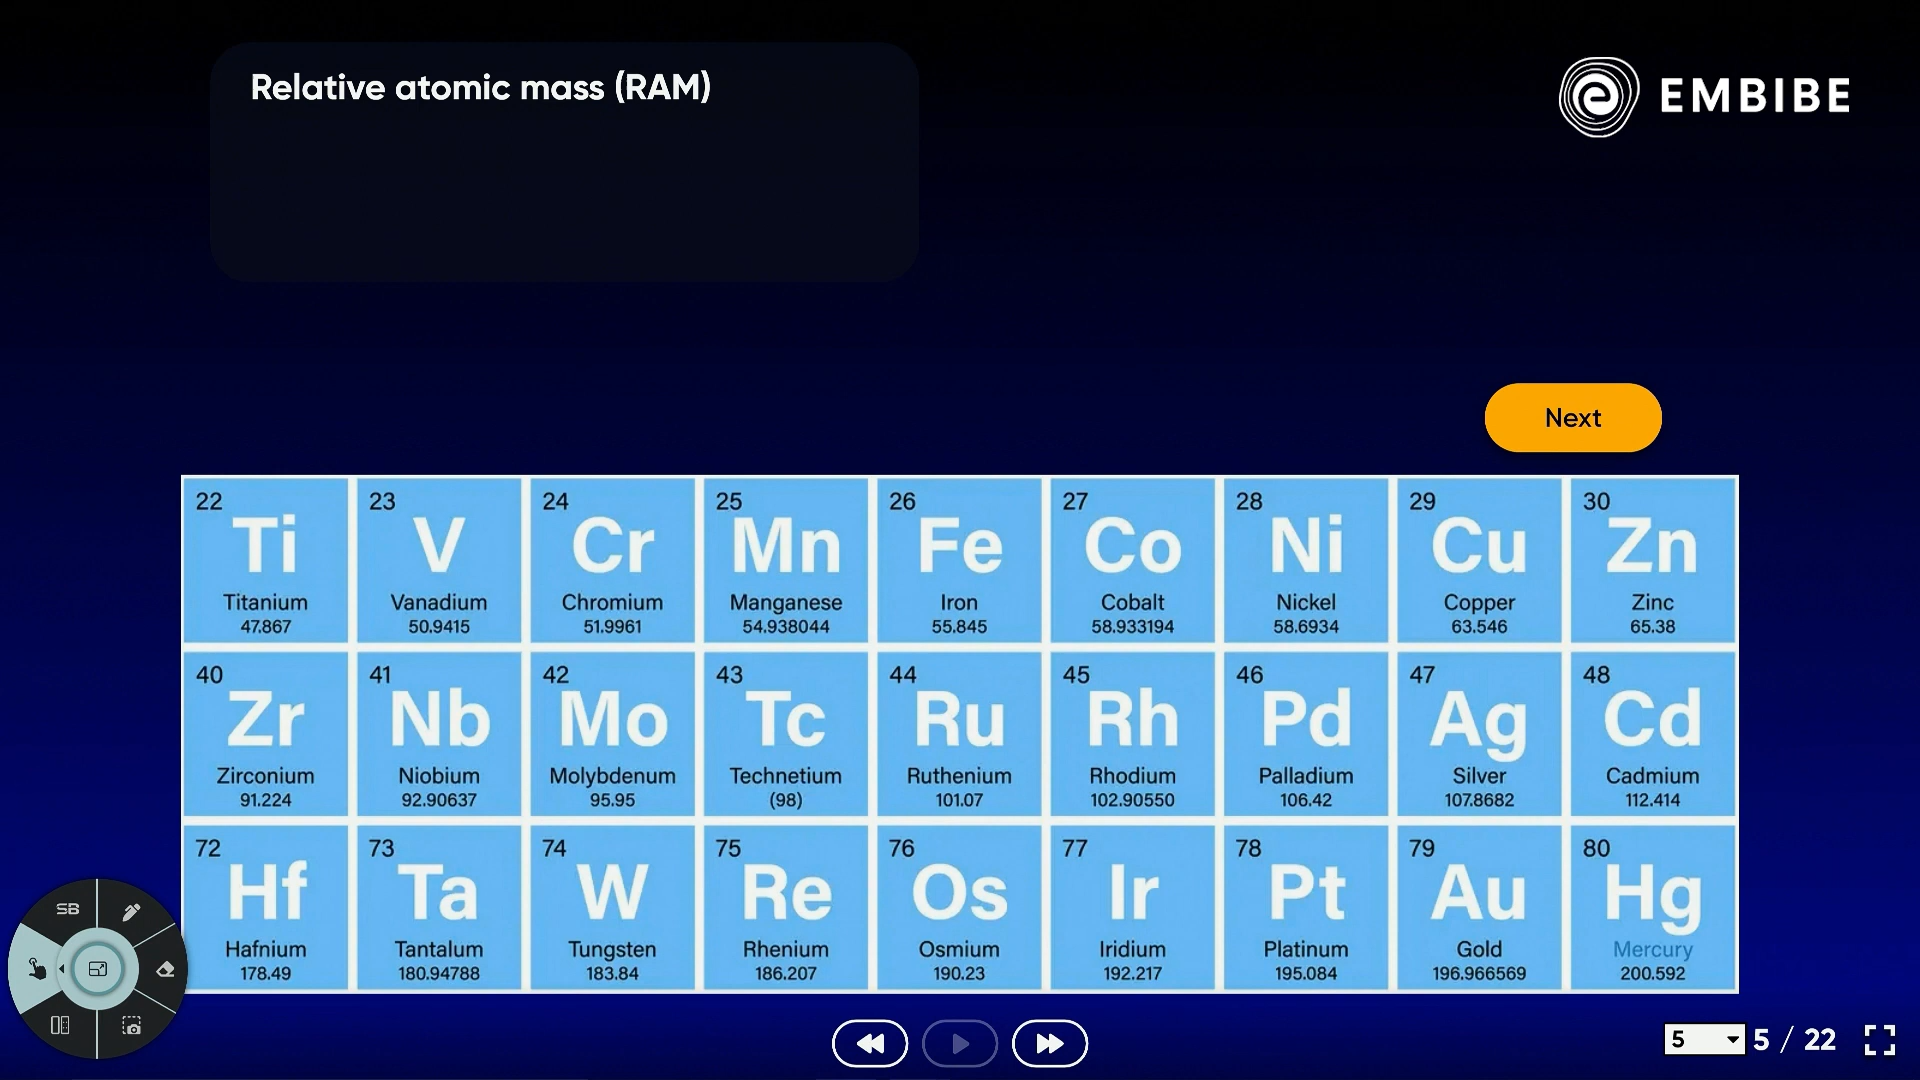 Relative atomic mass (RAM)
EMBIBE
Next
22 23 24 25 26 27 28 29 30
Ti V Cr Mn Fe Co Ni Cu Zn
Titanium Vanadium Chromium Manganese Iron Cobalt Nickel Copper Zinc
47.867 50.9415 51.9961 54.938044 55.845 58.933194 58.6934 63.546 65.38
40 41 42 43 44 45 46 47 48
Zr Nb Mo Tc Ru Rh Pd Ag Cd
Zirconium Niobium Molybdenum Technetium Ruthenium Rhodium Palladium Silver Cadmium
91.224 92.90637 95.95 (98) 101.07 102.90550 106.42 107.8682 112.414
72 73 74 75 76 77 78 79 80
Hf Ta W Re Os Ir Pt Au Hg
Hafnium Tantalum Tungsten Rhenium Osmium Iridium Platinum Gold Mercury
178.49 180.94788 183.84 186.207 190.23 192.217 195.084 196.966569 200.592
SB
5 5 / 22